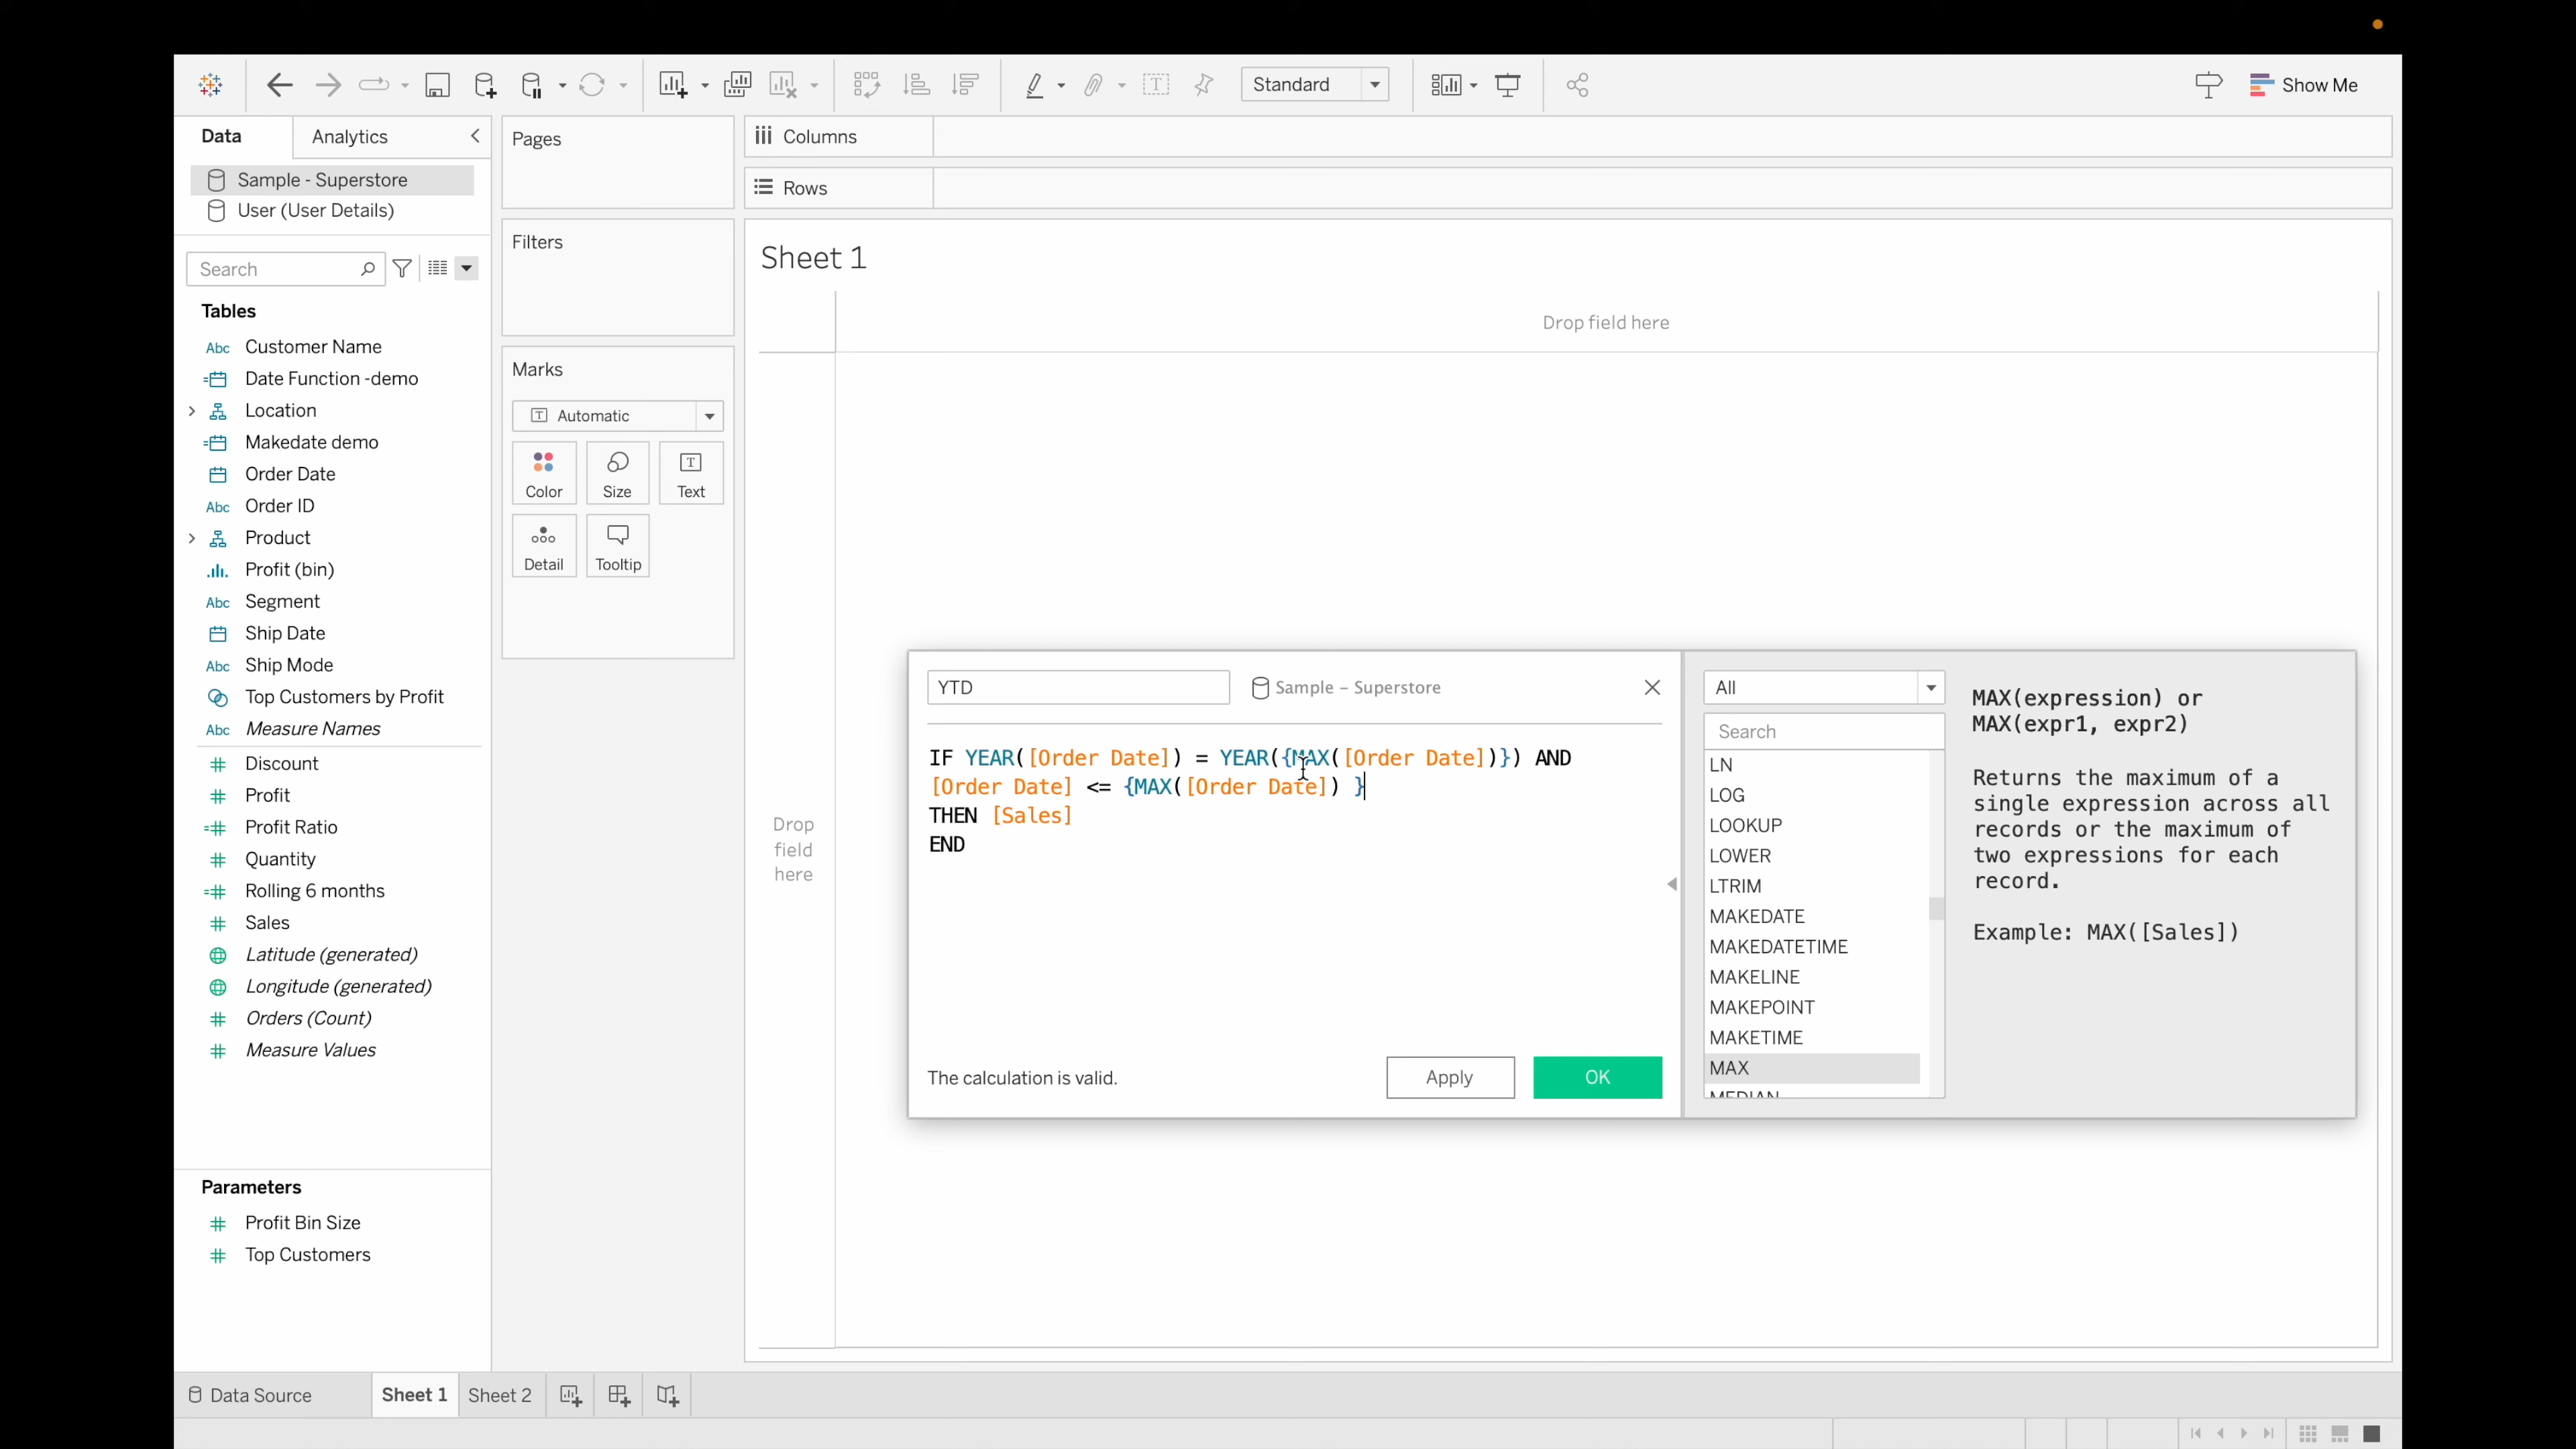 Standard
Show Me
Data
Analytics
Sample - Superstore
User (User Details)
Search
Tables
Abc Customer Name
Date Function -demo
Location
Makedate demo
Order Date
Abc Order ID
Product
Profit (bin)
Abc Segment
Ship Date
Abc Ship Mode
Top Customers by Profit
Abc Measure Names
# Discount
# Profit
=# Profit Ratio
# Quantity
=# Rolling 6 months
# Sales
Latitude (generated)
Longitude (generated)
# Orders (Count)
# Measure Values
Parameters
# Profit Bin Size
# Top Customers
Pages
Filters
Marks
T Automatic
Color
Size
T
Text
Detail
Tooltip
Columns
Rows
Sheet 1
Drop field here
Drop
field
here
YTD
Sample – Superstore
IF YEAR([Order Date]) = YEAR({MAX([Order Date])}) AND
[Order Date] <= {MAX([Order Date]) }
THEN [Sales]
END
The calculation is valid.
Apply
OK
All
Search
LN
LOG
LOOKUP
LOWER
LTRIM
MAKEDATE
MAKEDATETIME
MAKELINE
MAKEPOINT
MAKETIME
MAX
MEDIAN
MAX(expression) or
MAX(expr1, expr2)
Returns the maximum of a
single expression across all
records or the maximum of
two expressions for each
record.
Example: MAX([Sales])
Data Source
Sheet 1
Sheet 2